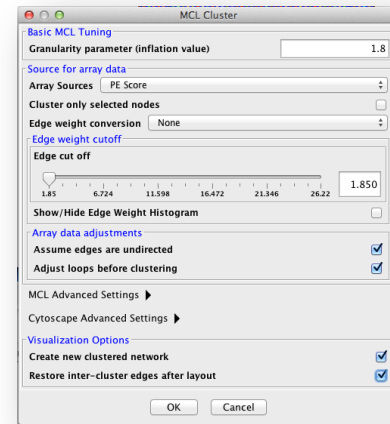 MCL Cluster
Basic MCL Tuning
Granularity parameter (inflation value) 1.8
Source for array data
Array Sources PE Score
Cluster only selected nodes
Edge weight conversion None
Edge weight cutoff
Edge cut off
1.850
1.85 6.724 11.598 16.472 21.346 26.22
Show/Hide Edge Weight Histogram
Array data adjustments
Assume edges are undirected
Adjust loops before clustering
MCL Advanced Settings
Cytoscape Advanced Settings
Visualization Options
Create new clustered network
Restore inter-cluster edges after layout
OK Cancel